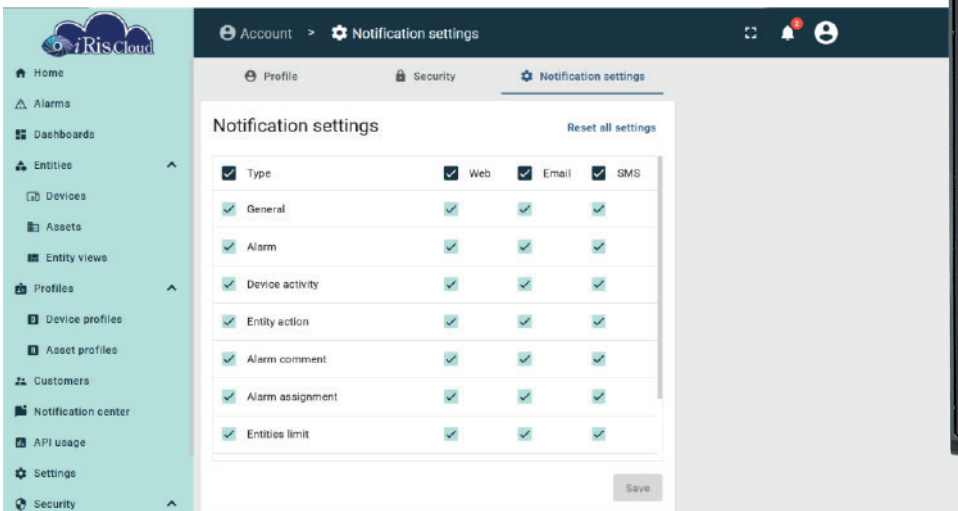 iRisCloud
Account > Notification settings
2
Home
Alarms
Dashboards
Entities
Devices
Assets
Entity views
Profiles
Device profiles
Asset profiles
Customers
Notification center
API usage
Settings
Security
Profile Security Notification settings
Notification settings Reset all settings
Type Web Email SMS
General
Alarm
Device activity
Entity action
Alarm comment
Alarm assignment
Entities limit
Save